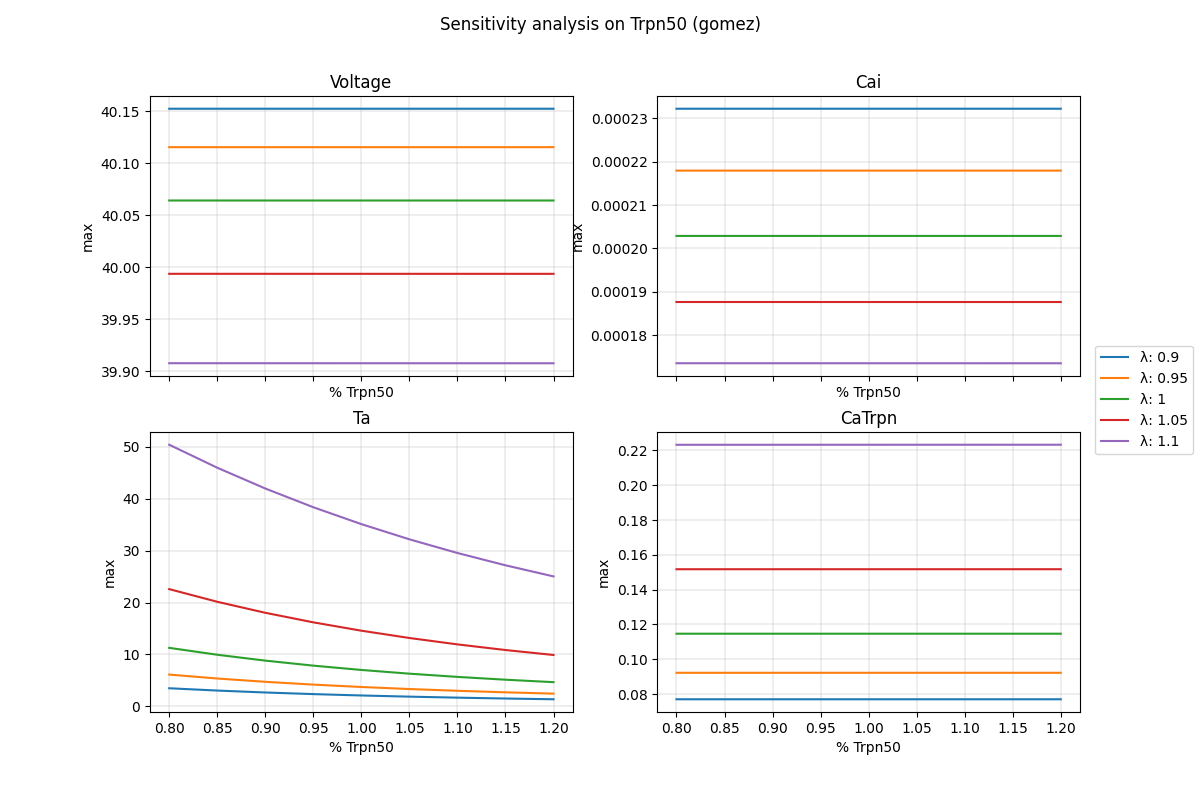 Sensitivity analysis on Trpn50 (gomez)
Voltage
40.15
40.10
40.05
40.00
39.95
39.90
max
% Trpn50
Cai
0.00023
0.00022
0.00021
0.00020
0.00019
0.00018
max
% Trpn50
Ta
50
40
30
20
10
0
max
0.80 0.85 0.90 0.95 1.00 1.05 1.10 1.15 1.20
% Trpn50
CaTrpn
0.22
0.20
0.18
0.16
0.14
0.12
0.10
0.08
max
0.80 0.85 0.90 0.95 1.00 1.05 1.10 1.15 1.20
% Trpn50
λ: 0.9
λ: 0.95
λ: 1
λ: 1.05
λ: 1.1